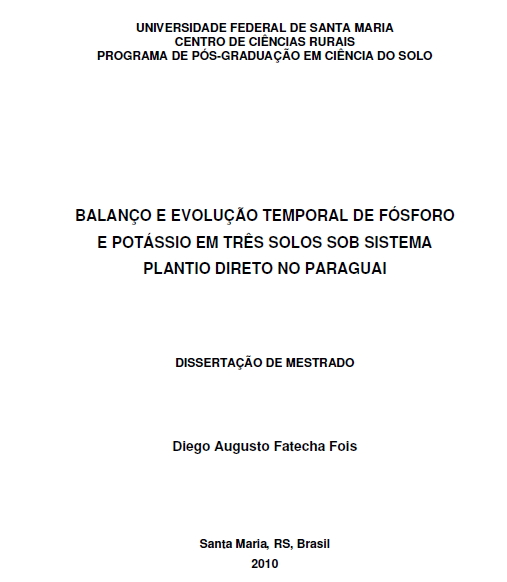 UNIVERSIDADE FEDERAL DE SANTA MARIA
CENTRO DE CIÊNCIAS RURAIS
PROGRAMA DE PÓS-GRADUAÇÃO EM CIÊNCIA DO SOLO
BALANÇO E EVOLUÇÃO TEMPORAL DE FÓSFORO
E POTÁSSIO EM TRÊS SOLOS SOB SISTEMA
PLANTIO DIRETO NO PARAGUAI
DISSERTAÇÃO DE MESTRADO
Diego Augusto Fatecha Fois
Santa Maria, RS, Brasil
2010